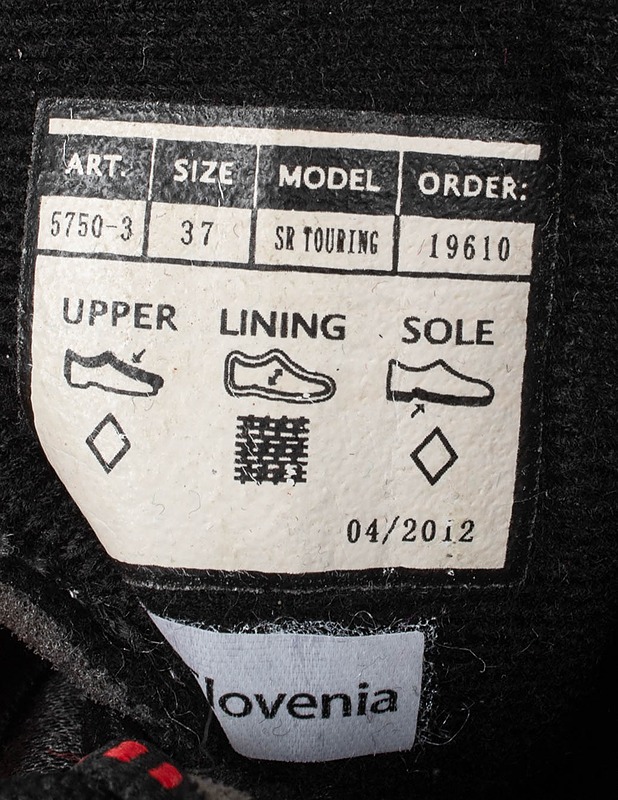 ART. SIZE MODEL ORDER:
5750-3 37 SR TOURING 19610
UPPER LINING SOLE
04/2012
lovenia